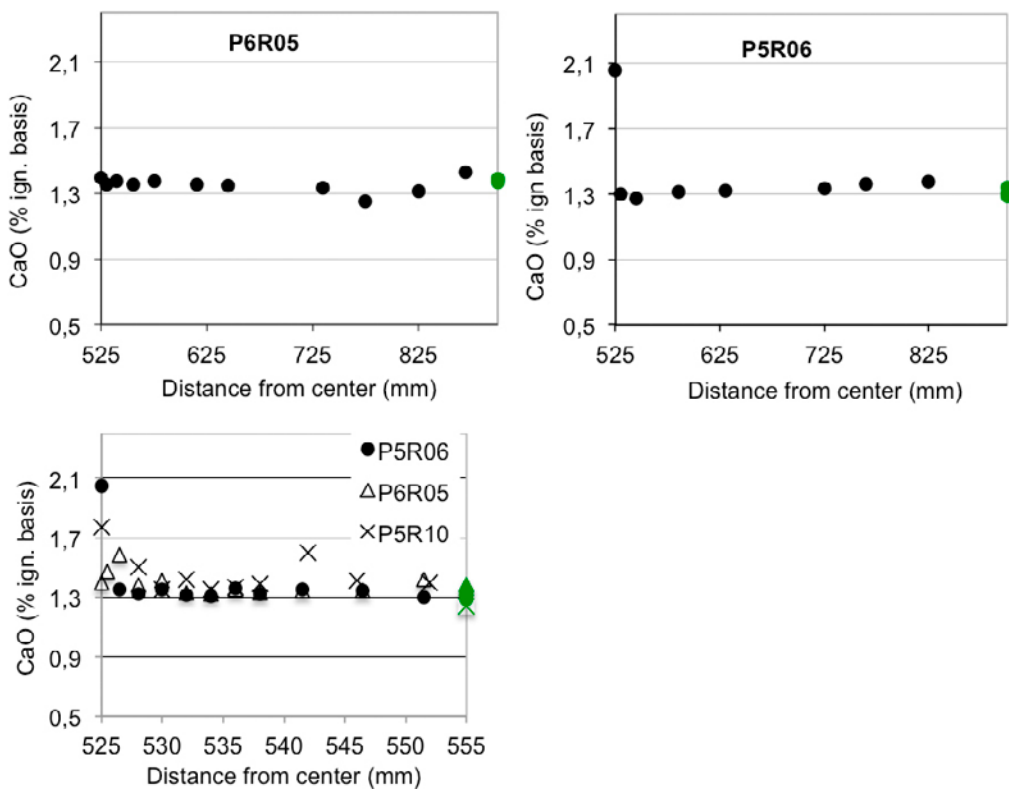 P6R05
CaO (% ign. basis)
2,1
1,7
1,3
0,9
0,5
525 625 725 825
Distance from center (mm)
P5R06
CaO (% ign basis)
2,1
1,7
1,3
0,9
0,5
525 625 725 825
Distance from center (mm)
P5R06
P6R05
P5R10
CaO (% ign. basis)
2,1
1,7
1,3
0,9
0,5
525 530 535 540 545 550 555
Distance from center (mm)